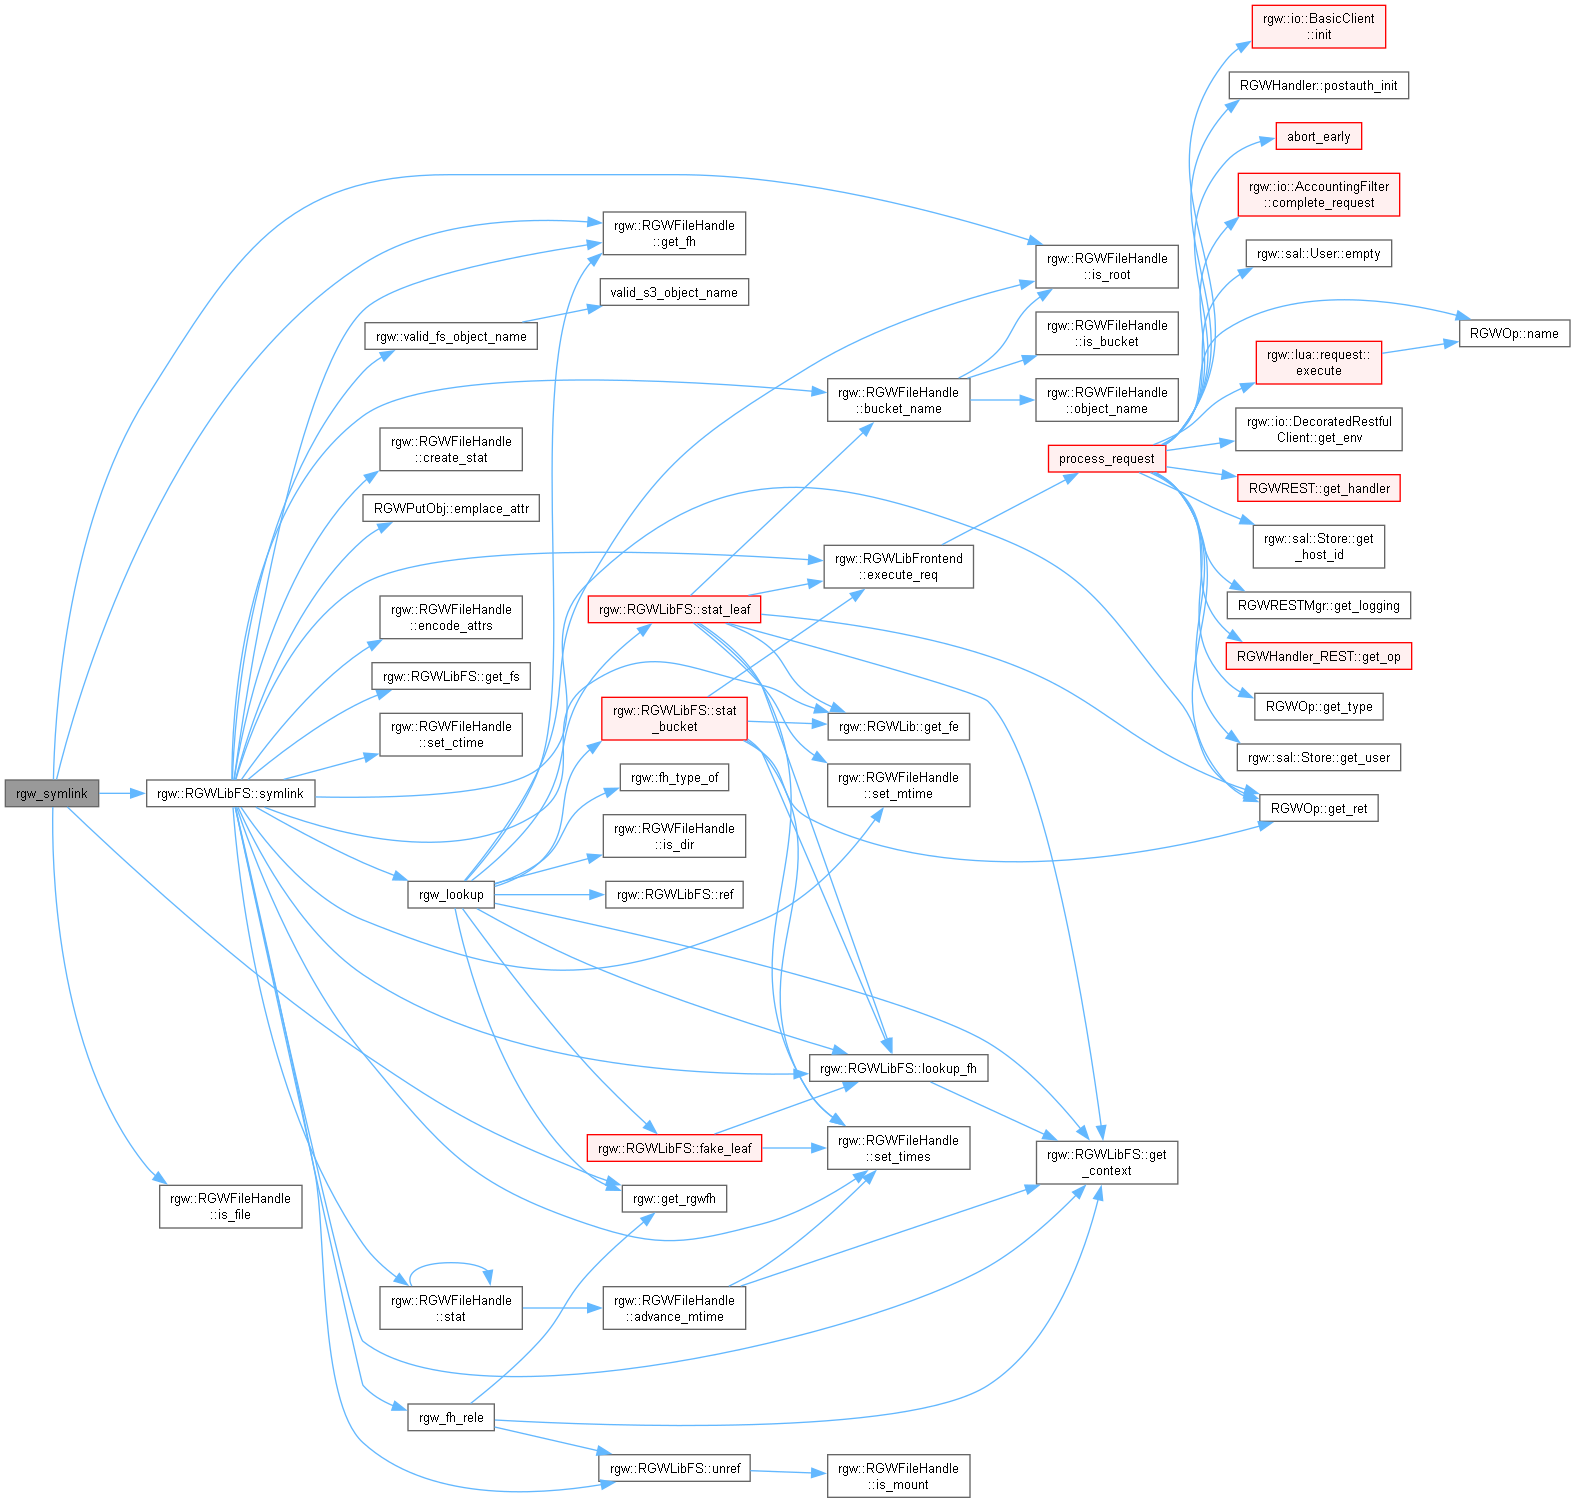 rgw_symlink
rgw::RGWFileHandle
::is_file
rgw::RGWLibFS::symlink
rgw::valid_fs_object_name
rgw::RGWFileHandle
::create_stat
RGWPutObj::emplace_attr
rgw::RGWFileHandle
::encode_attrs
rgw::RGWLibFS::get_fs
rgw::RGWFileHandle
::set_ctime
rgw_lookup
rgw::RGWFileHandle
::stat
rgw_fh_rele
rgw::RGWFileHandle
::get_fh
valid_s3_object_name
rgw::RGWLibFS::stat_leaf
rgw::RGWLibFS::stat
_bucket
rgw::fh_type_of
rgw::RGWFileHandle
::is_dir
rgw::RGWLibFS::ref
rgw::RGWLibFS::fake_leaf
rgw::get_rgwfh
rgw::RGWFileHandle
::advance_mtime
rgw::RGWLibFS::unref
rgw::RGWFileHandle
::bucket_name
rgw::RGWLibFrontend
::execute_req
rgw::RGWLib::get_fe
rgw::RGWFileHandle
::set_mtime
rgw::RGWLibFS::lookup_fh
rgw::RGWFileHandle
::set_times
rgw::RGWFileHandle
::is_mount
rgw::RGWFileHandle
::is_root
rgw::RGWFileHandle
::is_bucket
rgw::RGWFileHandle
::object_name
process_request
rgw::RGWLibFS::get
_context
rgw::io::BasicClient
::init
RGWHandler::postauth_init
abort_early
rgw::io::AccountingFilter
::complete_request
rgw::sal::User::empty
rgw::lua::request::
execute
rgw::io::DecoratedRestful
Client::get_env
RGWREST::get_handler
rgw::sal::Store::get
_host_id
RGWRESTMgr::get_logging
RGWHandler_REST::get_op
RGWOp::get_type
rgw::sal::Store::get_user
RGWOp::get_ret
RGWOp::name